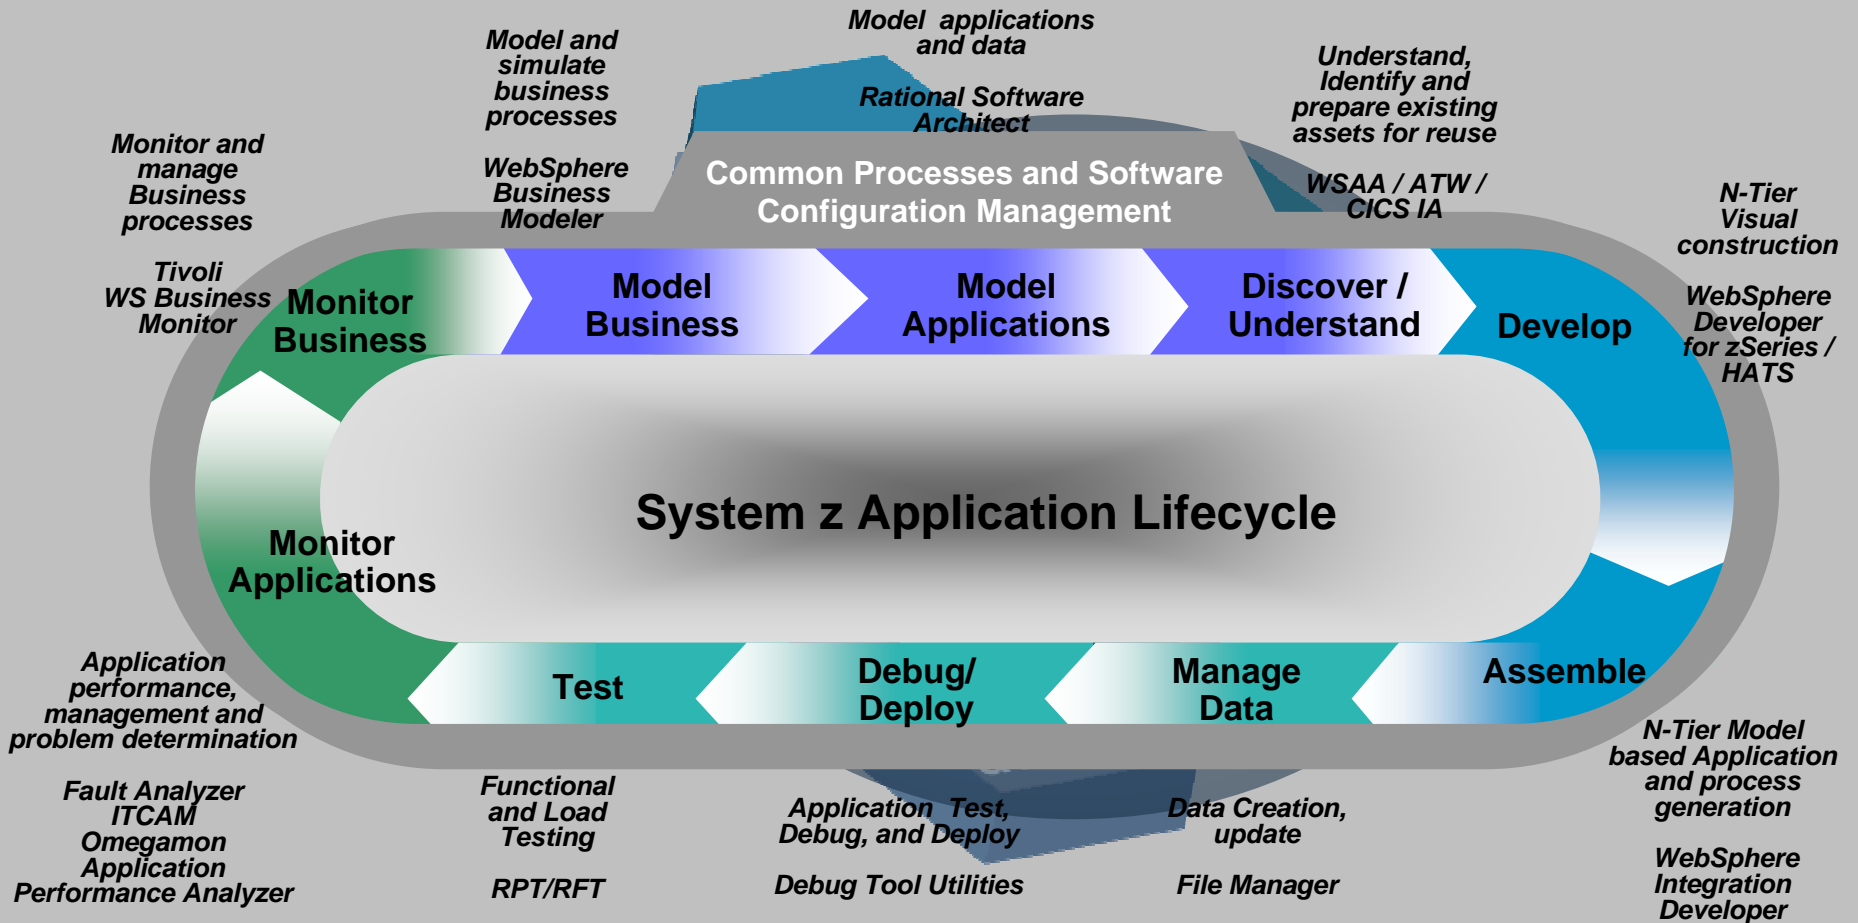 Model applications
and data
Rational Software
Architect
Model and
simulate
business
processes
WebSphere
Business
Modeler
Understand,
Identify and
prepare existing
assets for reuse
WSAA / ATW /
CICS IA
Monitor and
manage
Business
processes
Tivoli
WS Business
Monitor
N-Tier
Visual
construction
WebSphere
Developer
for zSeries /
HATS
Common Processes and Software
Configuration Management
Monitor
Business
Model
Business
Model
Applications
Discover /
Understand
Develop
System z Application Lifecycle
Monitor
Applications
Test
Debug/
Deploy
Manage
Data
Assemble
Application
performance,
management and
problem determination
Fault Analyzer
ITCAM
Omegamon
Application
Performance Analyzer
Functional
and Load
Testing
RPT/RFT
Application Test,
Debug, and Deploy
Debug Tool Utilities
Data Creation,
update
File Manager
N-Tier Model
based Application
and process
generation
WebSphere
Integration
Developer